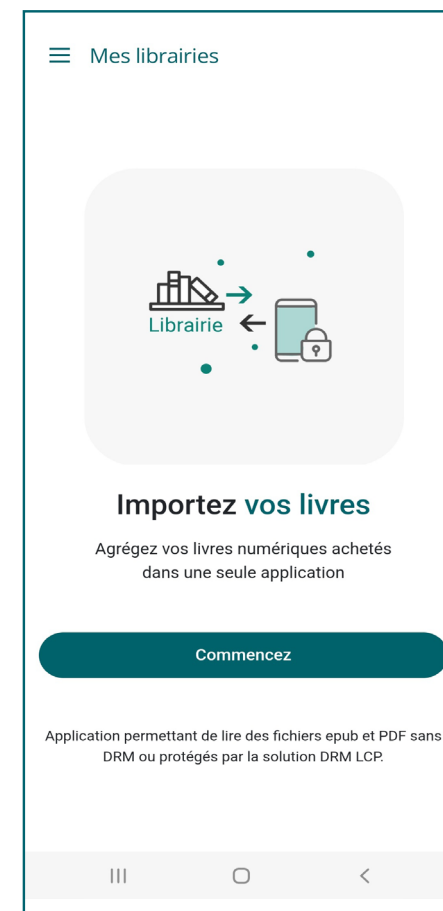 Mes librairies
Librairie
Importez vos livres
Agrégez vos livres numériques achetés
dans une seule application
Commencez
Application permettant de lire des fichiers epub et PDF sans
DRM ou protégés par la solution DRM LCP.